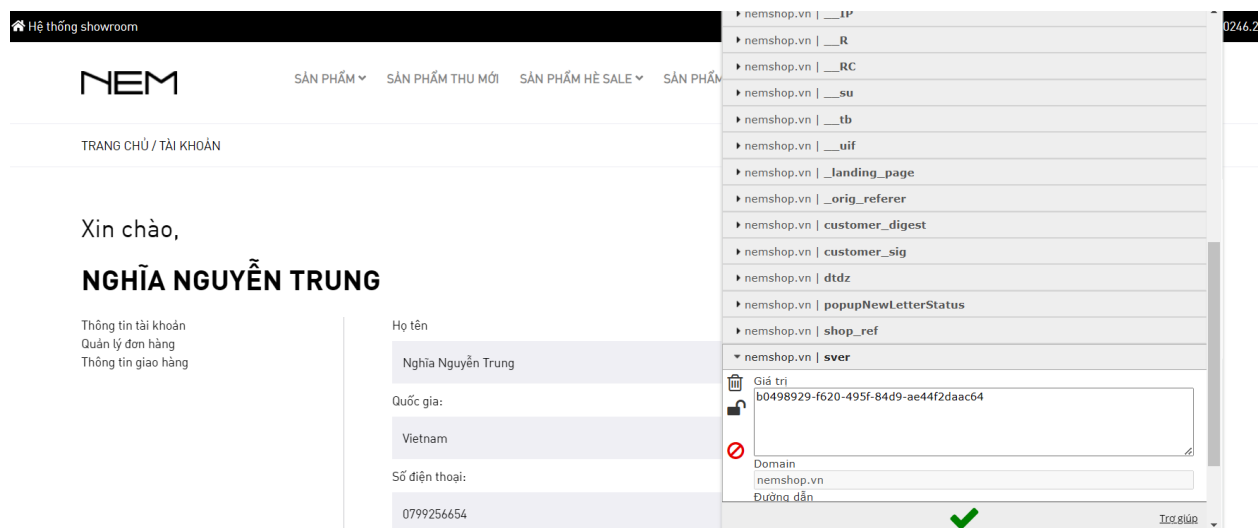 Hệ thống showroom
0246.2
NEM
SẢN PHẨM
SẢN PHẨM THU MỚI
SẢN PHẨM HÈ SALE
SẢN PHẨM
TRANG CHỦ / TÀI KHOẢN
Xin chào,
NGHĨA NGUYỄN TRUNG
Thông tin tài khoản
Quản lý đơn hàng
Thông tin giao hàng
Họ tên
Nghĩa Nguyễn Trung
Quốc gia:
Vietnam
Số điện thoại:
0799256654
nemshop.vn | __IP
nemshop.vn | __R
nemshop.vn | __RC
nemshop.vn | __su
nemshop.vn | __tb
nemshop.vn | __uif
nemshop.vn | _landing_page
nemshop.vn | _orig_referer
nemshop.vn | customer_digest
nemshop.vn | customer_sig
nemshop.vn | dtdz
nemshop.vn | popupNewLetterStatus
nemshop.vn | shop_ref
nemshop.vn | sver
Giá trị
b0498929-f620-495f-84d9-ae44f2daac64
Domain
nemshop.vn
Đường dẫn
Trợ giúp